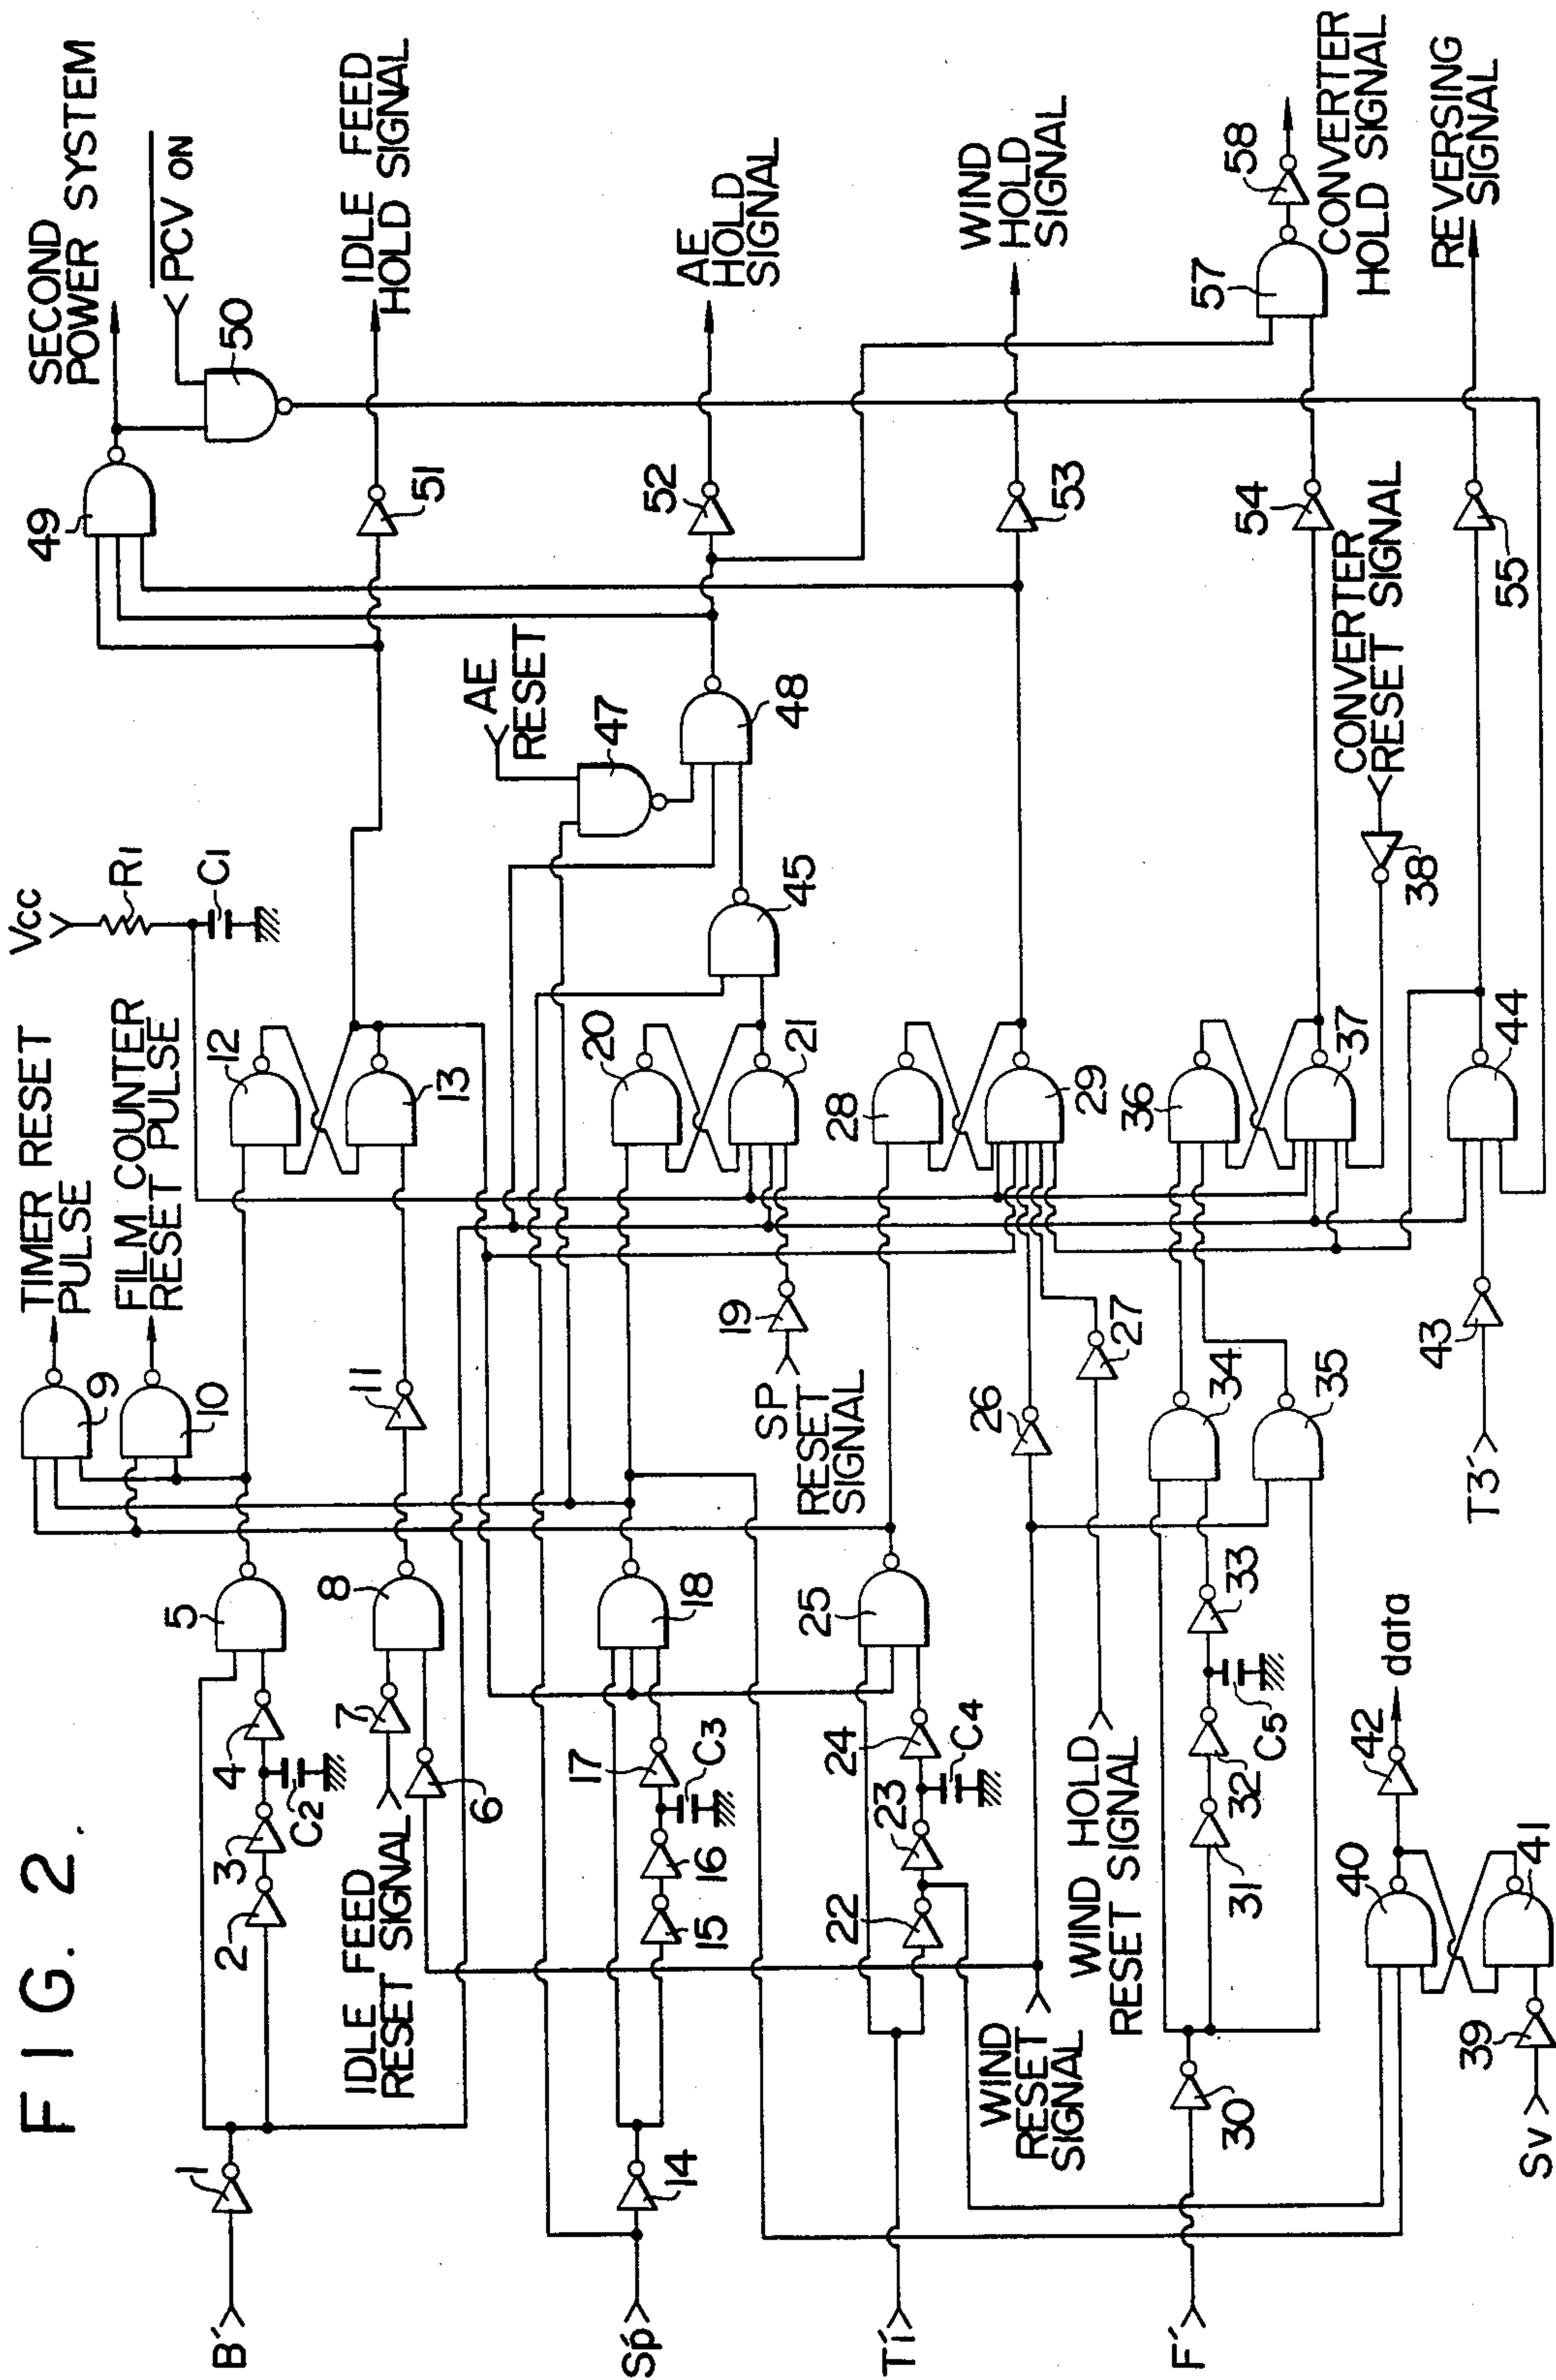 FIG. 2.
TIMER RESET
PULSE
FILM COUNTER
RESET PULSE
Vcc
R1
C1
SECOND
POWER SYSTEM
PCV ON
IDLE FEED
HOLD SIGNAL
AE
HOLD
SIGNAL
WIND
HOLD
SIGNAL
CONVERTER
HOLD SIGNAL
REVERSING
SIGNAL
AE
RESET
SP
RESET
SIGNAL
CONVERTER
RESET SIGNAL
IDLE FEED
RESET SIGNAL
WIND
RESET
SIGNAL
WIND HOLD
RESET SIGNAL
data
B'
Sp'
Ti'
F'
Sv
T3'
C2
C3
C4
C5
1
2
3
4
5
6
7
8
9
10
11
12
13
14
15
16
17
18
19
20
21
22
23
24
25
26
27
28
29
30
31
32
33
34
35
36
37
38
39
40
41
42
43
44
45
47
48
49
50
51
52
53
54
55
57
58